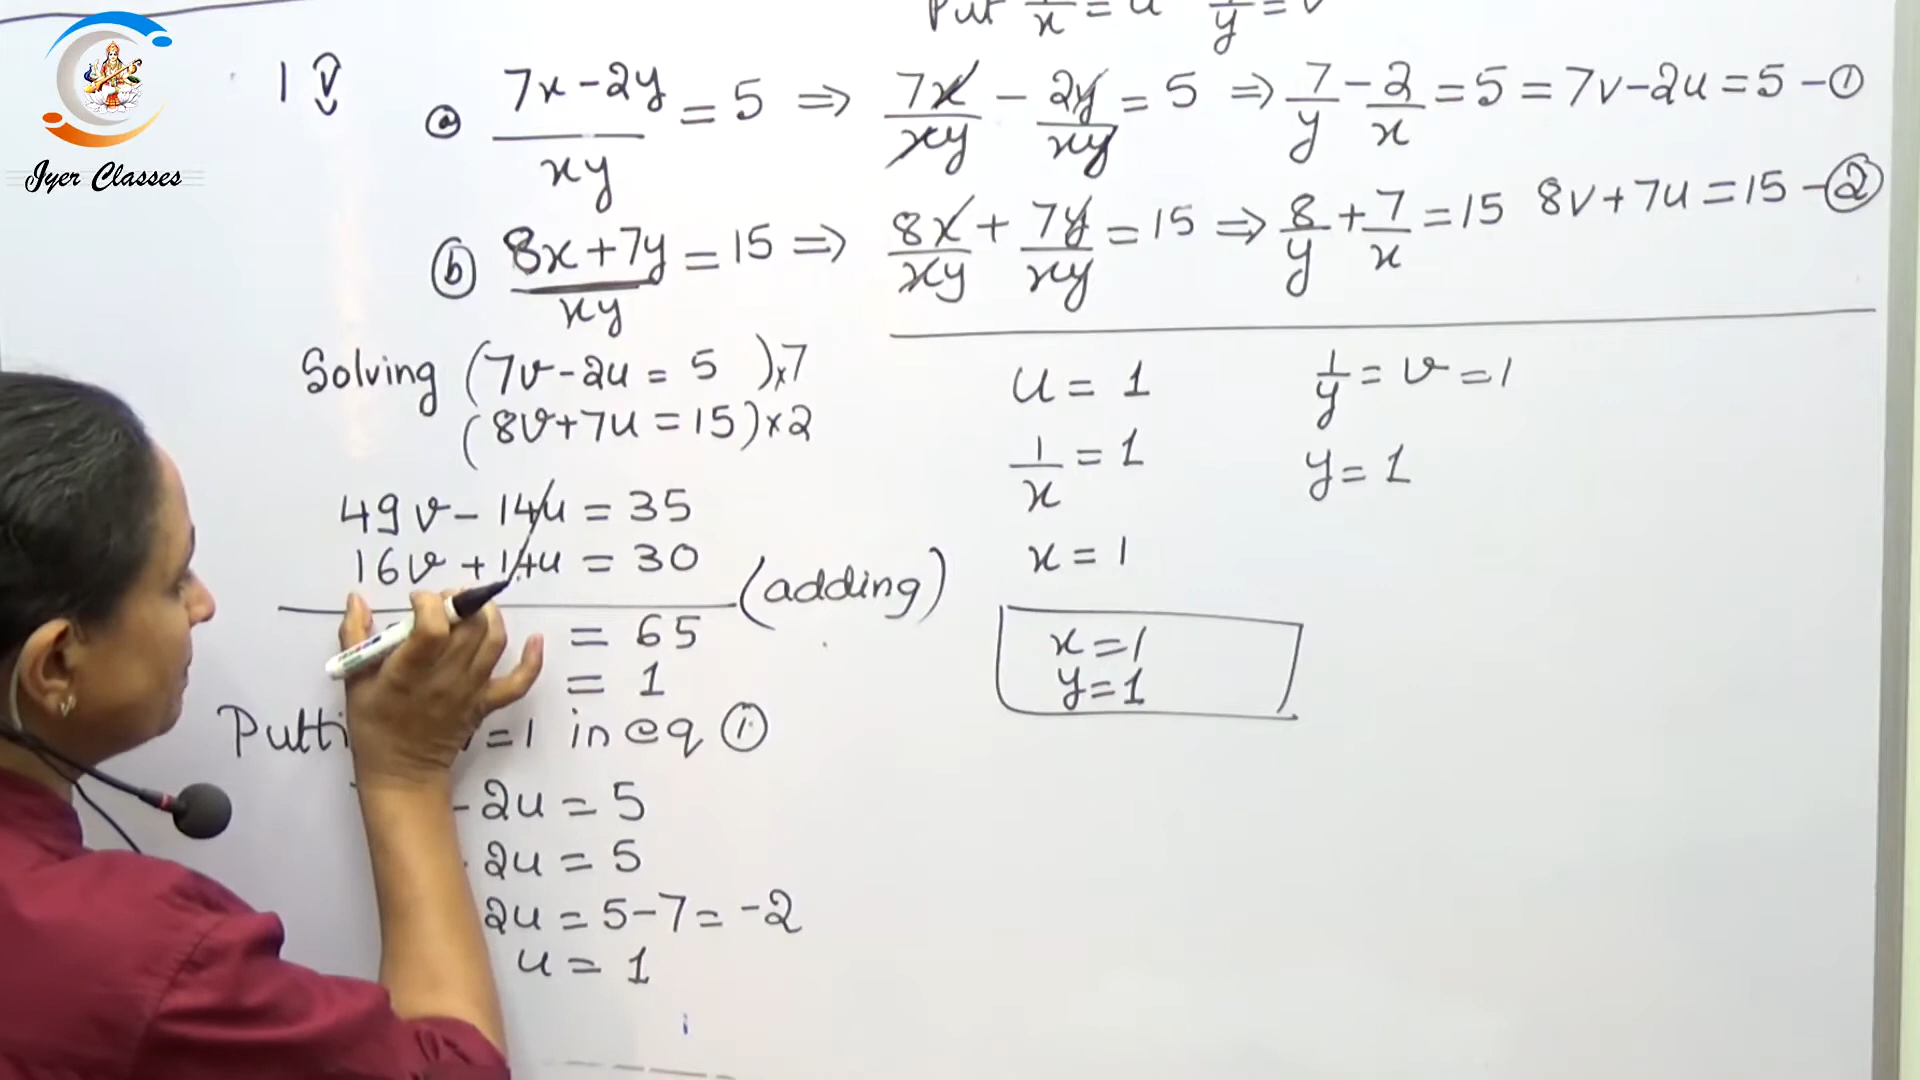 Put 1/x = u 1/y = v
Iyer Classes
1 V
(a) (7x - 2y)/xy = 5 ⇒ 7x/xy - 2y/xy = 5 ⇒ 7/y - 2/x = 5 = 7v - 2u = 5 - ①
(b) (8x + 7y)/xy = 15 ⇒ 8x/xy + 7y/xy = 15 ⇒ 8/y + 7/x = 15 8v + 7u = 15 - ②
Solving (7v - 2u = 5 ) x 7
(8v + 7u = 15) x 2
49v - 14u = 35
16v + 14u = 30 (adding)
= 65
= 1
=1 in eq ①
- 2u = 5
2u = 5
2u = 5 - 7 = -2
u = 1
u = 1
1/x = 1
x = 1
1/y = v = 1
y = 1
x = 1
y = 1